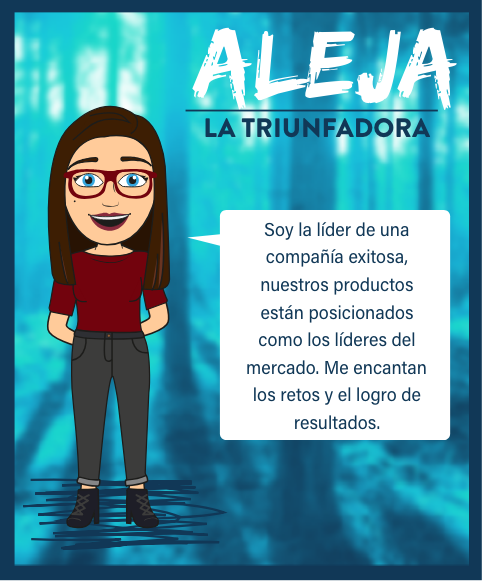 ALEJA
LA TRIUNFADORA
Soy la líder de una
compañía exitosa,
nuestros productos
están posicionados
como los líderes del
mercado. Me encantan
los retos y el logro de
resultados.